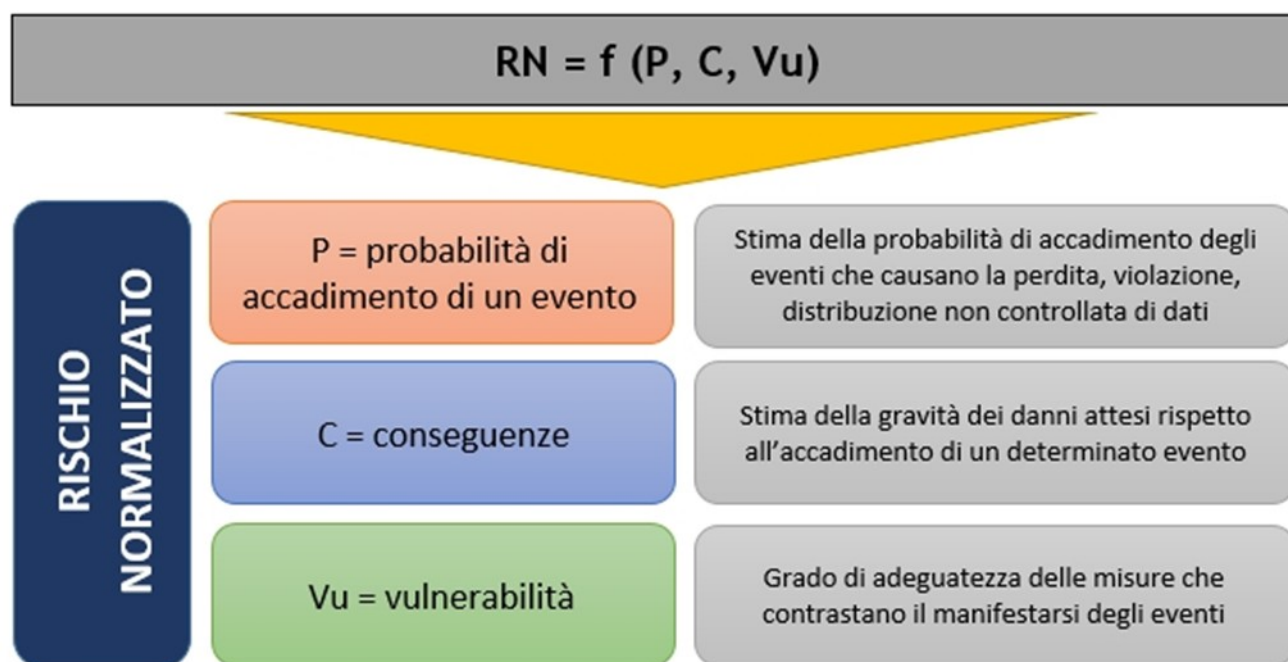 RN = f (P, C, Vu)
RISCHIO
NORMALIZZATO
P = probabilità di
accadimento di un evento
Stima della probabilità di accadimento degli
eventi che causano la perdita, violazione,
distribuzione non controllata di dati
C = conseguenze
Stima della gravità dei danni attesi rispetto
all’accadimento di un determinato evento
Vu = vulnerabilità
Grado di adeguatezza delle misure che
contrastano il manifestarsi degli eventi